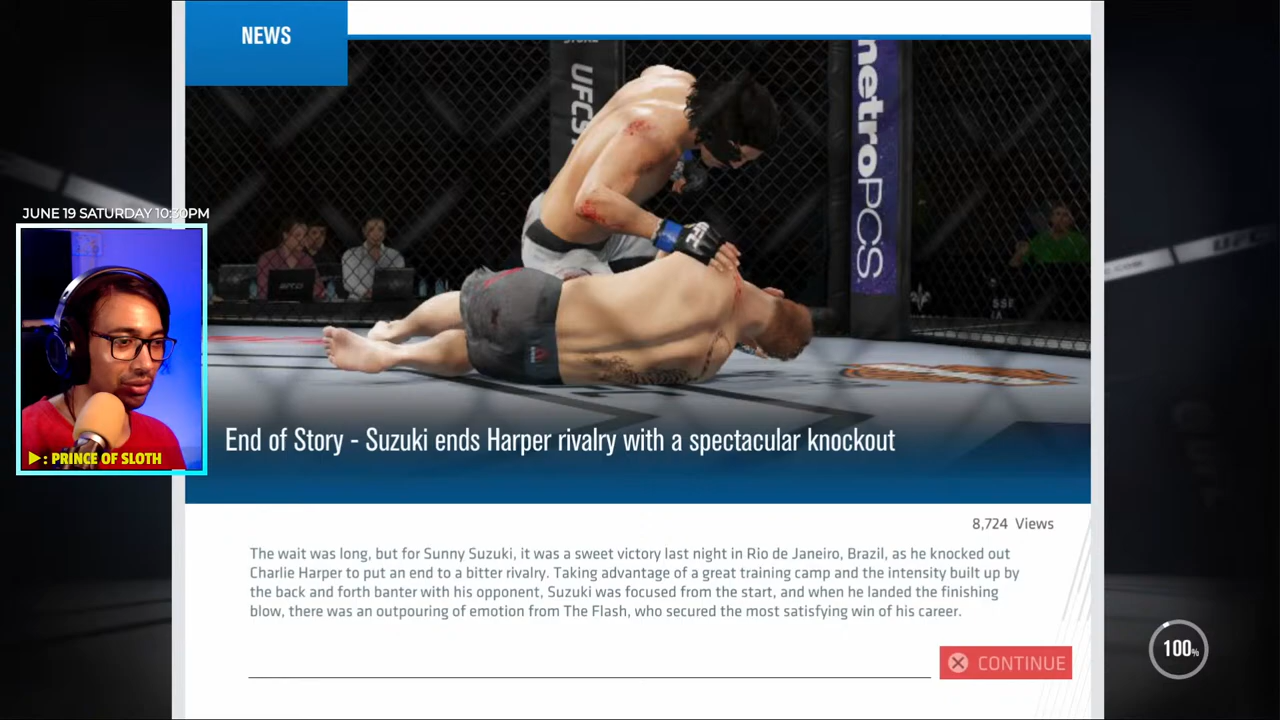 NEWS
UFC
metroPCS
UFC
JUNE 19 SATURDAY 10:30PM
UFC
▶: PRINCE OF SLOTH
End of Story - Suzuki ends Harper rivalry with a spectacular knockout
8,724 Views
The wait was long, but for Sunny Suzuki, it was a sweet victory last night in Rio de Janeiro, Brazil, as he knocked out
Charlie Harper to put an end to a bitter rivalry. Taking advantage of a great training camp and the intensity built up by
the back and forth banter with his opponent, Suzuki was focused from the start, and when he landed the finishing
blow, there was an outpouring of emotion from The Flash, who secured the most satisfying win of his career.
CONTINUE
100%